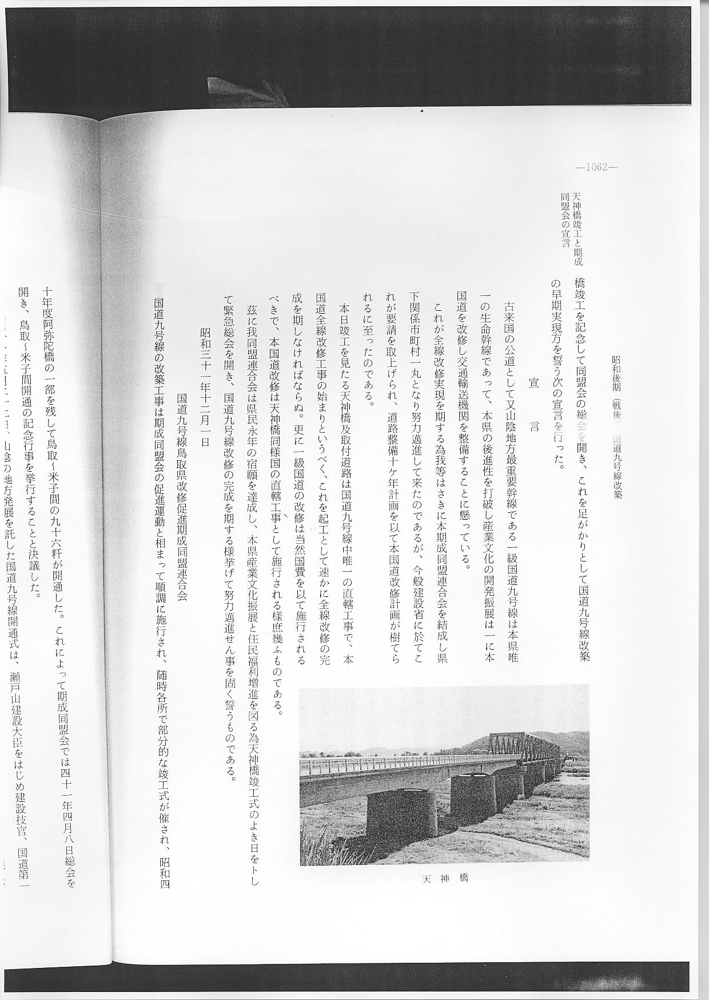 —1062—
昭和後期（戦後） 国道九号線改築
天神橋竣工と期成
同盟会の宣言
橋竣工を記念して同盟会の総会を開き、これを足がかりとして国道九号線改築
の早期実現方を誓う次の宣言を行った。
宣言
古来国の公道として又山陰地方最重要幹線である一級国道九号線は本県唯
一の生命幹線であって、本県の後進性を打破し産業文化の開発振展は一に本
国道を改修し交通輸送機関を整備することに懸っている。
これが全線改修実現を期する為我等はさきに本期成同盟連合会を結成し県
下関係市町村一丸となり努力邁進して来たのであるが、今般建設省に於てこ
れが要請を取上げられ、道路整備十ケ年計画を以て本国道改修計画が樹てら
れるに至ったのである。
本日竣工を見たる天神橋及取付道路は国道九号線中唯一の直轄工事で、本
国道全線改修工事の始まりというべく、これを起工として速かに全線改修の完
成を期しなければならぬ。更に一級国道の改修は当然国費を以て施行される
べきで、本国道改修は天神橋同様国の直轄工事として施行される様庶幾ふものである。
茲に我同盟連合会は県民永年の宿願を達成し、本県産業文化振展と住民福利増進を図る為天神橋竣工式のよき日をトし
て緊急総会を開き、国道九号線改修の完成を期する様挙げて努力邁進せん事を固く誓うものである。
昭和三十一年十二月一日
国道九号線鳥取県改修促進期成同盟連合会
国道九号線の改築工事は期成同盟会の促進運動と相まって順調に施行され、随時各所で部分的な竣工式が催され、昭和四
天神橋
十年度阿弥陀橋の一部を残して鳥取～米子間の九十六粁が開通した。これによって期成同盟会では四十一年四月八日総会を
開き、鳥取～米子間開通の記念行事を挙行することと決議した。
日、山陰の地方発展を託した国道九号線開通式は、瀬戸山建設大臣をはじめ建設技官、国道第一